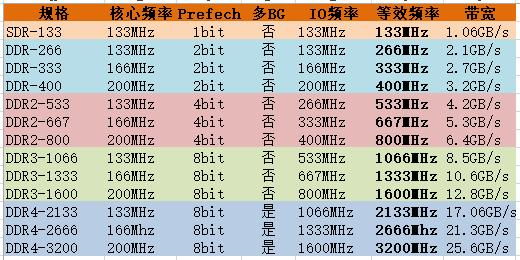 规格 核心频率 Prefech 多BG IO频率 等效频率 带宽
SDR-133 133MHz 1bit 否 133MHz 133MHz 1.06GB/s
DDR-266 133MHz 2bit 否 133MHz 266MHz 2.1GB/s
DDR-333 166MHz 2bit 否 166MHz 333MHz 2.7GB/s
DDR-400 200MHz 2bit 否 200MHz 400MHz 3.2GB/s
DDR2-533 133MHz 4bit 否 266MHz 533MHz 4.2GB/s
DDR2-667 166MHz 4bit 否 333MHz 667MHz 5.3GB/s
DDR2-800 200MHz 4bit 否 400MHz 800MHz 6.4GB/s
DDR3-1066 133MHz 8bit 否 533MHz 1066MHz 8.5GB/s
DDR3-1333 166MHz 8bit 否 667MHz 1333MHz 10.6GB/s
DDR3-1600 200MHz 8bit 否 800MHz 1600MHz 12.8GB/s
DDR4-2133 133MHz 8bit 是 1066MHz 2133MHz 17.06GB/s
DDR4-2666 166Mhz 8bit 是 1333MHz 2666Mhz 21.3GB/s
DDR4-3200 200Mhz 8bit 是 1600MHz 3200MHz 25.6GB/s